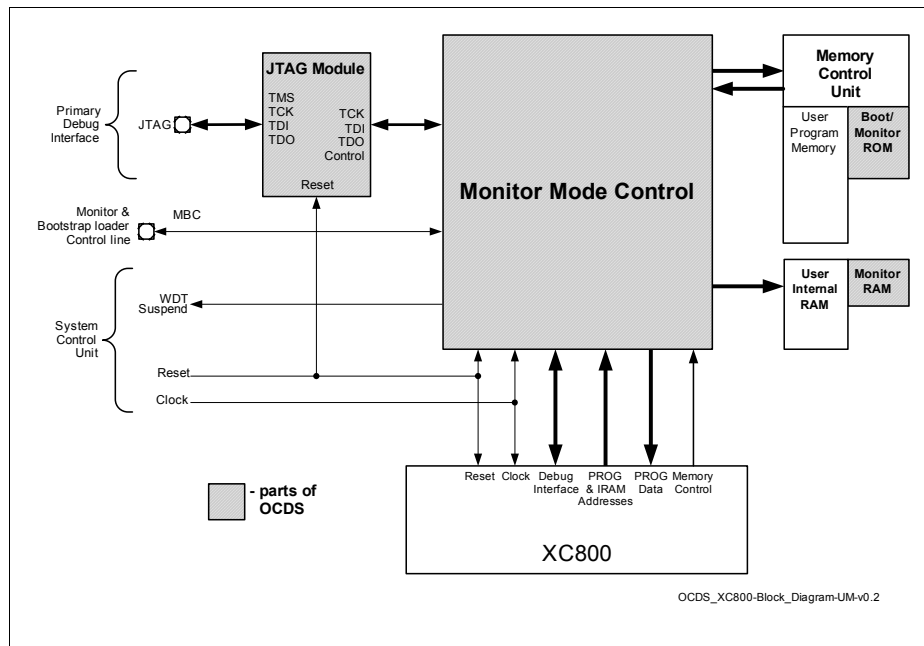 JTAG Module
TMS
TCK
TDI
TDO
TCK
TDI
TDO
Control
Reset
Primary
Debug
Interface
JTAG
Monitor &
Bootstrap loader
Control line
MBC
System
Control
Unit
WDT
Suspend
Reset
Clock
Monitor Mode Control
Memory
Control
Unit
User
Program
Memory
Boot/
Monitor
ROM
User
Internal
RAM
Monitor
RAM
Reset
Clock
Debug
Interface
PROG
& IRAM
Addresses
PROG
Data
Memory
Control
XC800
- parts of
OCDS
OCDS_XC800-Block_Diagram-UM-v0.2